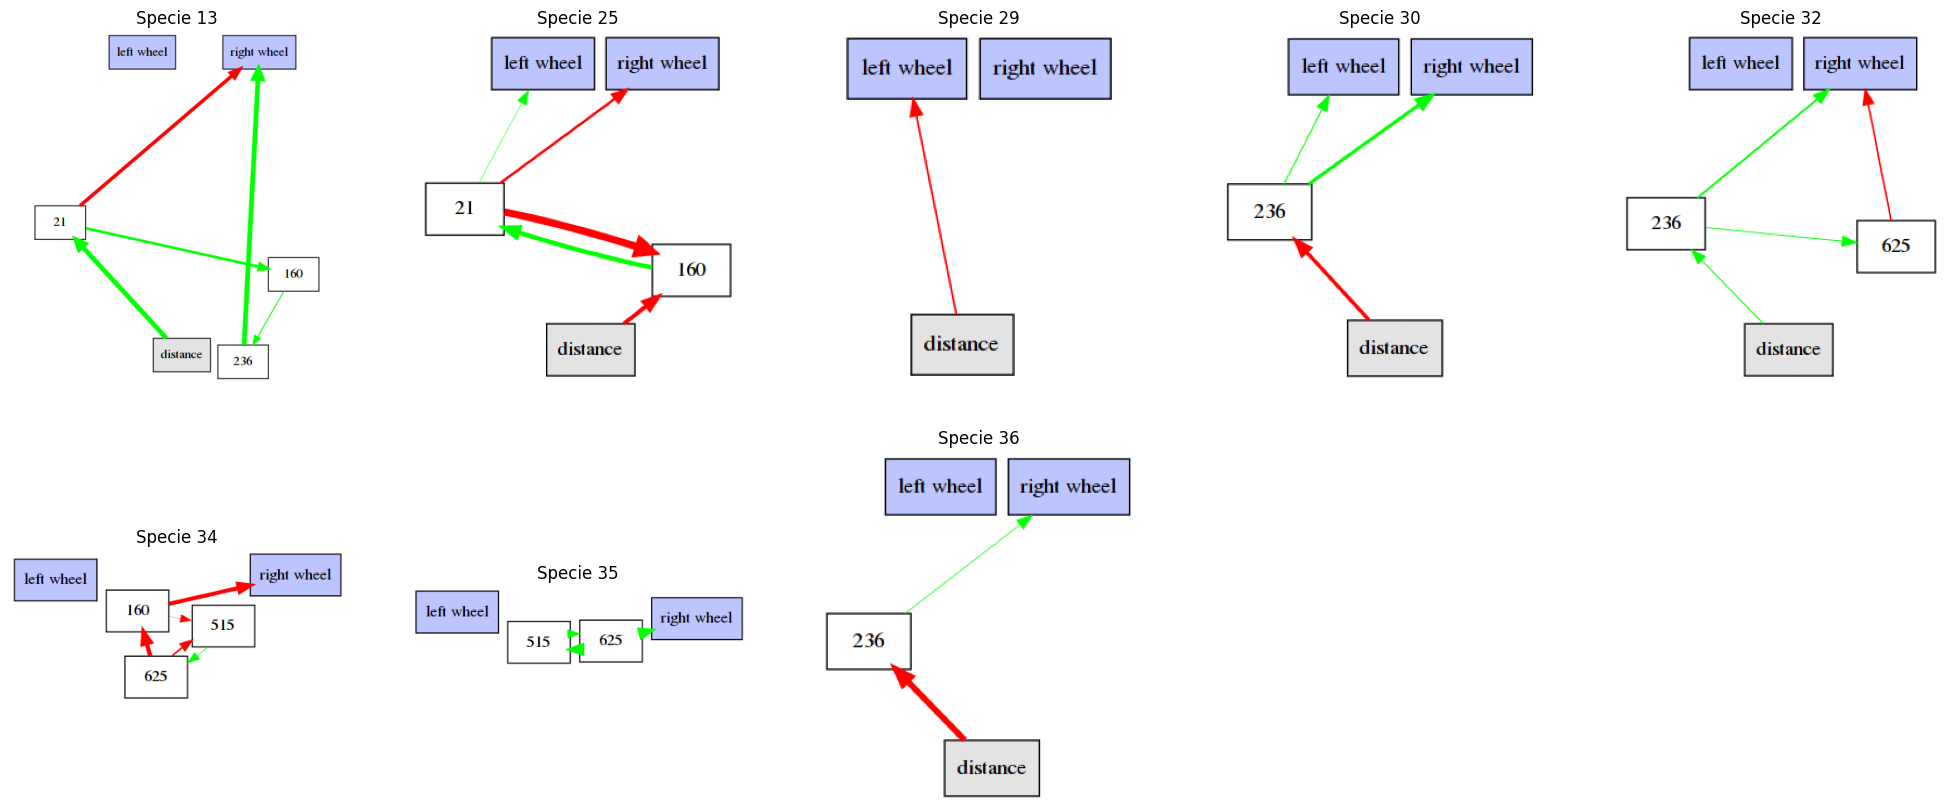 Specie 13
left wheel
right wheel
21
160
distance
236
Specie 25
left wheel
right wheel
21
160
distance
Specie 29
left wheel
right wheel
distance
Specie 30
left wheel
right wheel
236
distance
Specie 32
left wheel
right wheel
236
625
distance
Specie 34
left wheel
right wheel
160
515
625
Specie 35
left wheel
right wheel
515
625
Specie 36
left wheel
right wheel
236
distance